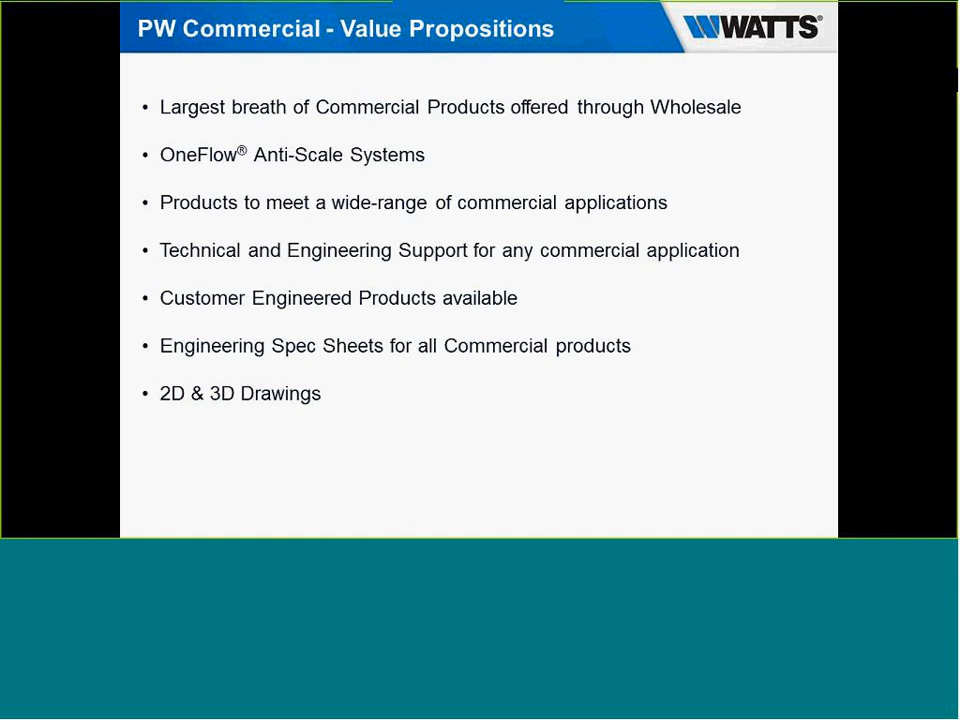 PW Commercial - Value Propositions
WATTS®
• Largest breath of Commercial Products offered through Wholesale
• OneFlow® Anti-Scale Systems
• Products to meet a wide-range of commercial applications
• Technical and Engineering Support for any commercial application
• Customer Engineered Products available
• Engineering Spec Sheets for all Commercial products
• 2D & 3D Drawings